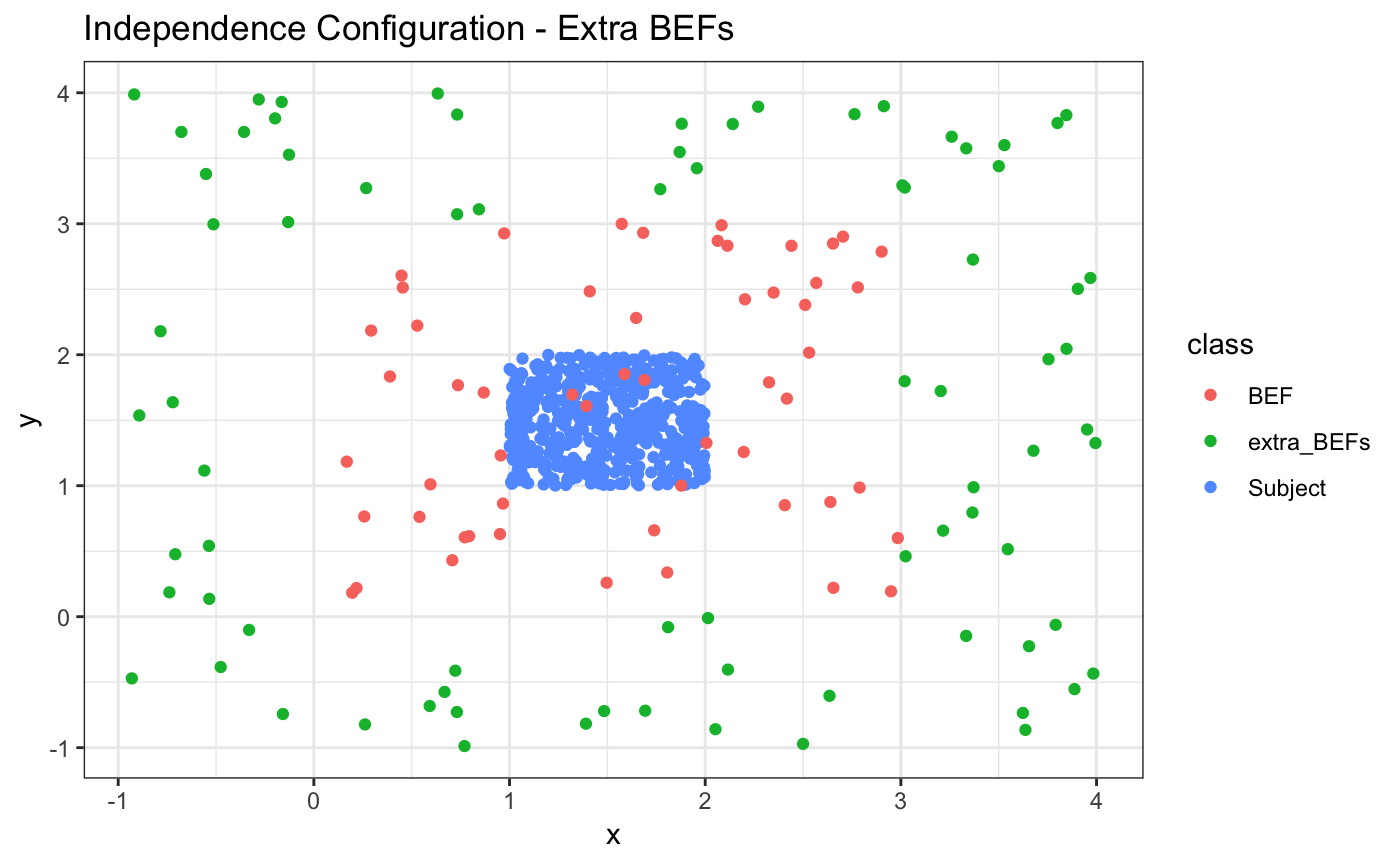 Independence Configuration - Extra BEFs
4
3
2
1
0
-1
y
-1 0 1 2 3 4
x
class
BEF
extra_BEFs
Subject